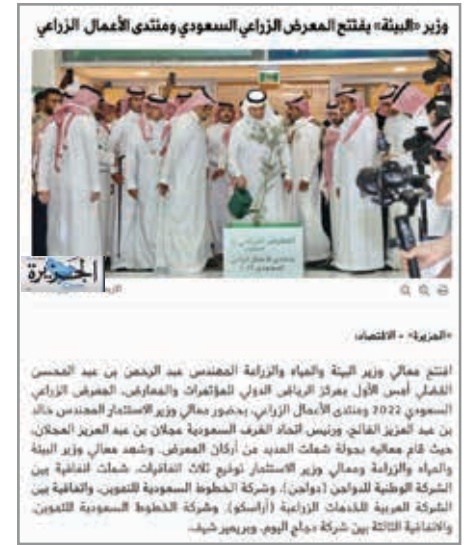 وزير «البيئة» يفتتح المعرض الزراعي السعودي ومنتدى الأعمال الزراعي
المعرض الزراعي
الجزيرة
«الجزيرة» - الاقتصاد:
افتتح معالي وزير البيئة والمياه والزراعة المهندس عبد الرحمن بن عبد المحسن
الفضلي أمس الأول بمركز الرياض الدولي للمؤتمرات والمعارض، المعرض الزراعي
السعودي 2022 ومنتدى الأعمال الزراعي، بحضور معالي وزير الاستثمار المهندس خالد
بن عبد العزيز الفالح، ورئيس اتحاد الغرف السعودية عجلان بن عبد العزيز العجلان،
حيث قام معاليه بجولة شملت العديد من أركان المعرض. وشهد معالي وزير البيئة
والمياه والزراعة ومعالي وزير الاستثمار توقيع ثلاث اتفاقيات، شملت اتفاقية بين
الشركة الوطنية للدواجن (دواجن)، وشركة الخطوط السعودية للتموين، واتفاقية بين
الشركة العربية للخدمات الزراعية (أراسكو)، وشركة الخطوط السعودية للتموين،
والاتفاقية الثالثة بين شركة دجاج اليوم، وبريمير شيف.